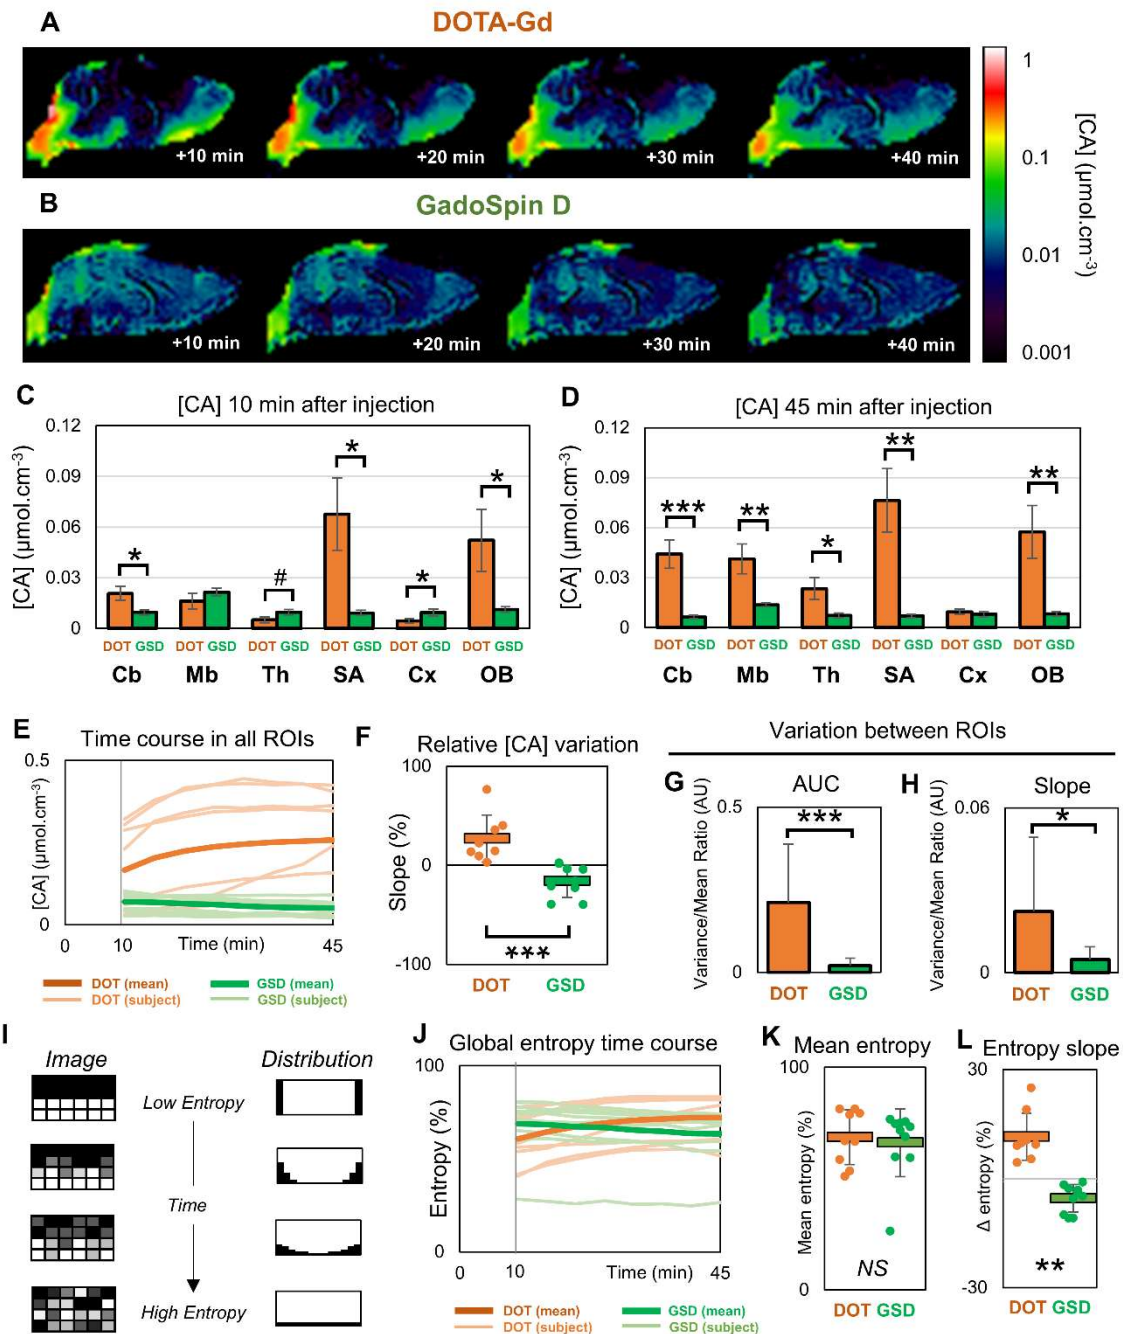 A
DOTA-Gd
+10 min
+20 min
+30 min
+40 min
B
GadoSpin D
+10 min
+20 min
+30 min
+40 min
1
0.1
0.01
0.001
[CA] (µmol.cm-3)
C
[CA] 10 min after injection
[CA] (µmol.cm-3)
0.12
0.09
0.06
0.03
0
*
#
*
*
*
DOT GSD DOT GSD DOT GSD DOT GSD DOT GSD DOT GSD
Cb Mb Th SA Cx OB
D
[CA] 45 min after injection
[CA] (µmol.cm-3)
0.12
0.09
0.06
0.03
0
***
**
*
**
**
DOT GSD DOT GSD DOT GSD DOT GSD DOT GSD DOT GSD
Cb Mb Th SA Cx OB
E
Time course in all ROIs
[CA] (µmol.cm-3)
0.5
0
0 10 Time (min) 45
DOT (mean) GSD (mean)
DOT (subject) GSD (subject)
F
Relative [CA] variation
Slope (%)
100
0
-100
***
DOT GSD
Variation between ROIs
G
AUC
Variance/Mean Ratio (AU)
0.5
0
***
DOT GSD
H
Slope
Variance/Mean Ratio (AU)
0.06
0
*
DOT GSD
I
Image Distribution
Low Entropy
Time
High Entropy
J
Global entropy time course
Entropy (%)
100
0
0 10 Time (min) 45
DOT (mean) GSD (mean)
DOT (subject) GSD (subject)
K
Mean entropy
Mean entropy (%)
100
0
NS
DOT GSD
L
Entropy slope
Δ entropy (%)
30
-30
**
DOT GSD